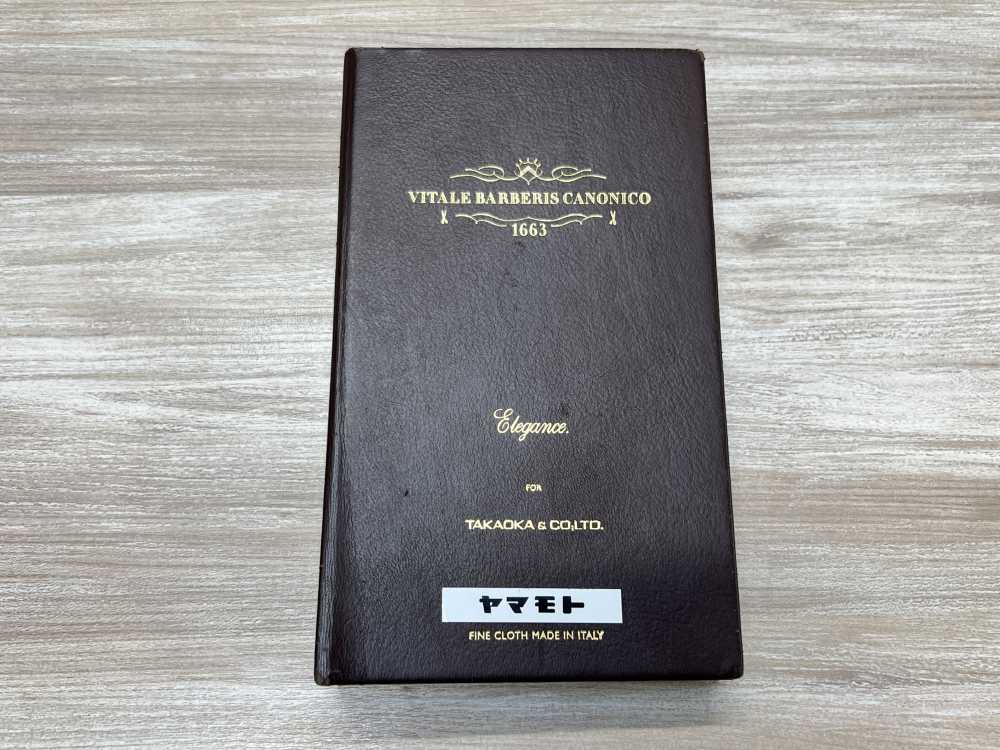 VITALE BARBERIS CANONICO
1663
Elegance.
FOR
TAKAOKA & CO,LTD.
ヤマモト
FINE CLOTH MADE IN ITALY